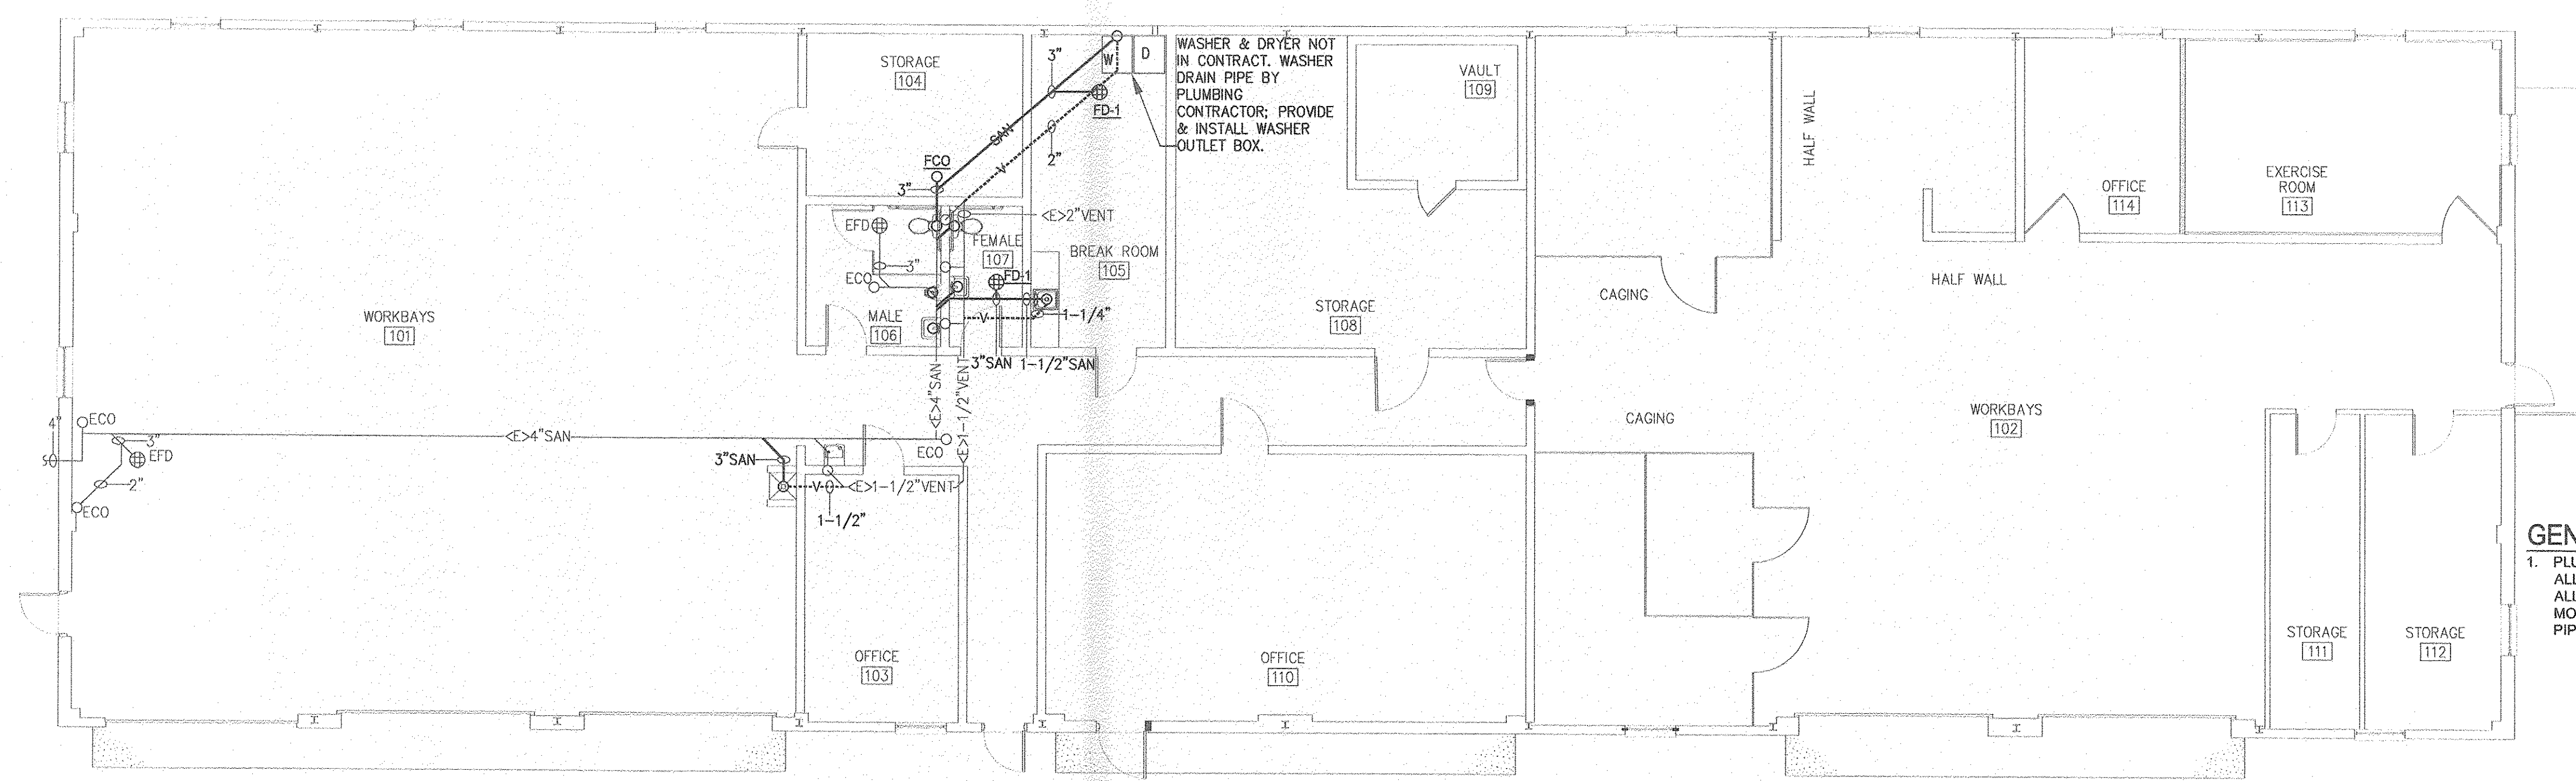 STORAGE
104
3"
W
D
WASHER & DRYER NOT
IN CONTRACT. WASHER
DRAIN PIPE BY
PLUMBING
CONTRACTOR; PROVIDE
& INSTALL WASHER
OUTLET BOX.
VAULT
109
HALF WALL
FD-1
SAN
2"
V
FCO
3"
OFFICE
114
EXERCISE
ROOM
113
<E>2"VENT
EFD
FEMALE
107
BREAK ROOM
105
3"
ECO
FD-1
HALF WALL
CAGING
STORAGE
108
WORKBAYS
101
MALE
106
V
1-1/4"
3"SAN
1-1/2"SAN
<E>4"SAN
<E>1-1/2"VENT
CAGING
WORKBAYS
102
4"
ECO
3"
EFD
<E>4"SAN
ECO
3"SAN
2"
V
<E>1-1/2"VENT
ECO
1-1/2"
OFFICE
103
OFFICE
110
STORAGE
111
STORAGE
112
GEN
1. PLU
ALL
ALL
MO
PIP